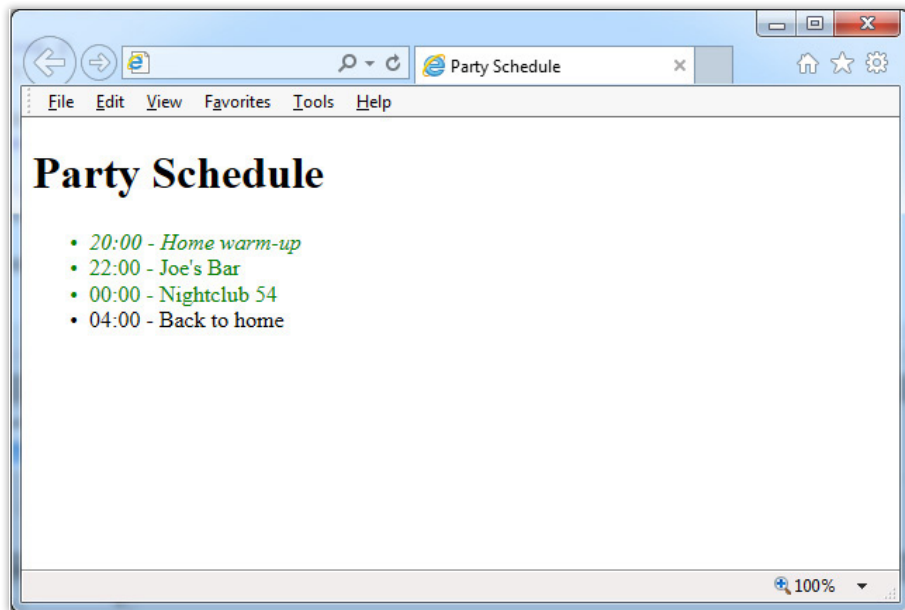 Party Schedule
File Edit View Favorites Tools Help
Party Schedule
• 20:00 - Home warm-up
• 22:00 - Joe's Bar
• 00:00 - Nightclub 54
• 04:00 - Back to home
100%